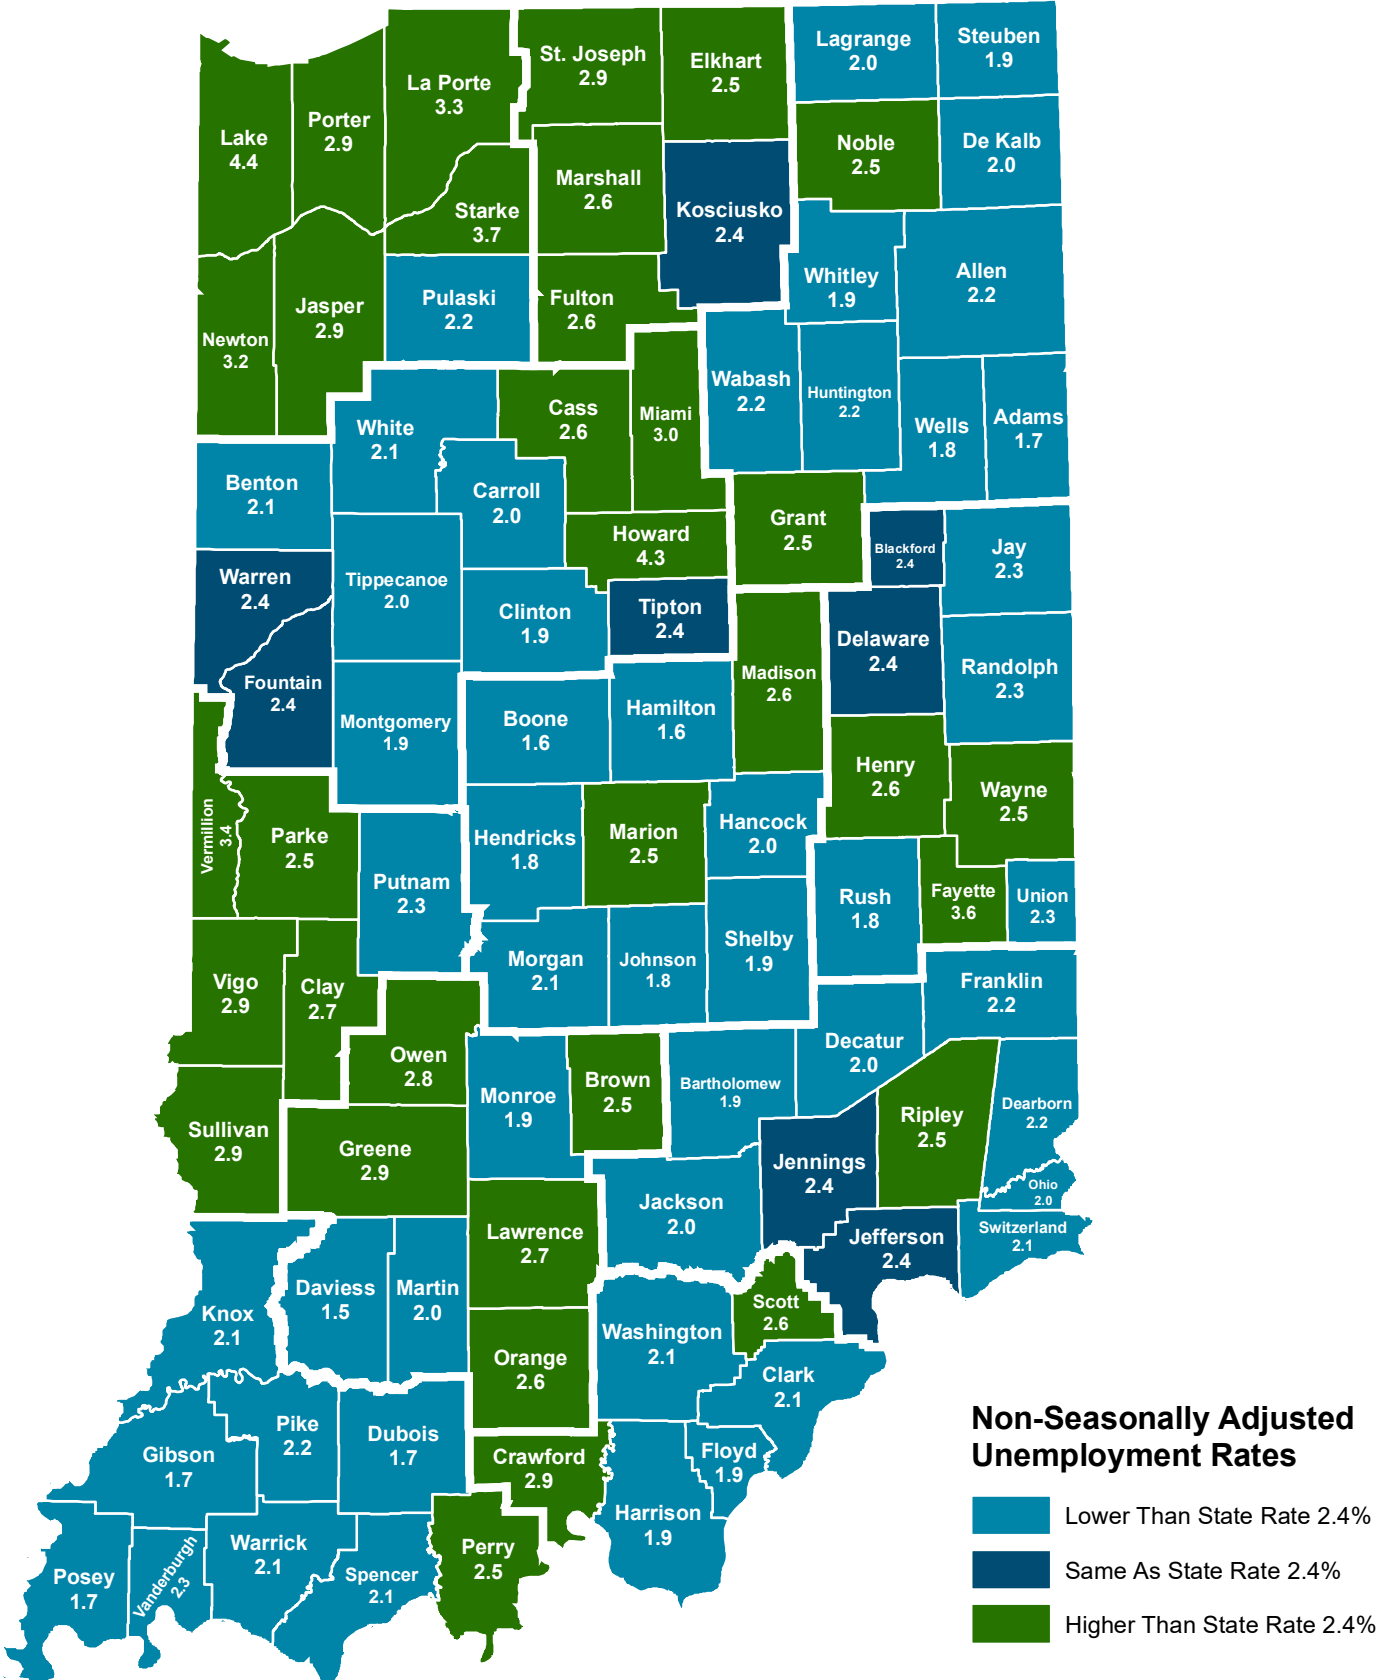 Lagrange
2.0
Steuben
1.9
St. Joseph
2.9
Elkhart
2.5
La Porte
3.3
Porter
2.9
Lake
4.4
Noble
2.5
De Kalb
2.0
Marshall
2.6
Kosciusko
2.4
Starke
3.7
Whitley
1.9
Allen
2.2
Pulaski
2.2
Fulton
2.6
Jasper
2.9
Newton
3.2
Wabash
2.2
Huntington
2.2
Wells
1.8
Adams
1.7
White
2.1
Cass
2.6
Miami
3.0
Benton
2.1
Carroll
2.0
Grant
2.5
Howard
4.3
Blackford
2.4
Jay
2.3
Warren
2.4
Tippecanoe
2.0
Clinton
1.9
Tipton
2.4
Delaware
2.4
Randolph
2.3
Madison
2.6
Fountain
2.4
Montgomery
1.9
Boone
1.6
Hamilton
1.6
Henry
2.6
Wayne
2.5
Vermillion
3.4
Parke
2.5
Hendricks
1.8
Marion
2.5
Hancock
2.0
Putnam
2.3
Rush
1.8
Fayette
3.6
Union
2.3
Shelby
1.9
Morgan
2.1
Johnson
1.8
Vigo
2.9
Clay
2.7
Franklin
2.2
Decatur
2.0
Owen
2.8
Monroe
1.9
Brown
2.5
Bartholomew
1.9
Ripley
2.5
Dearborn
2.2
Sullivan
2.9
Greene
2.9
Jennings
2.4
Ohio
2.0
Jackson
2.0
Lawrence
2.7
Jefferson
2.4
Switzerland
2.1
Knox
2.1
Daviess
1.5
Martin
2.0
Scott
2.6
Washington
2.1
Orange
2.6
Clark
2.1
Gibson
1.7
Pike
2.2
Dubois
1.7
Crawford
2.9
Floyd
1.9
Harrison
1.9
Posey
1.7
Vanderburgh
2.3
Warrick
2.1
Spencer
2.1
Perry
2.5
Non-Seasonally Adjusted
Unemployment Rates
Lower Than State Rate 2.4%
Same As State Rate 2.4%
Higher Than State Rate 2.4%